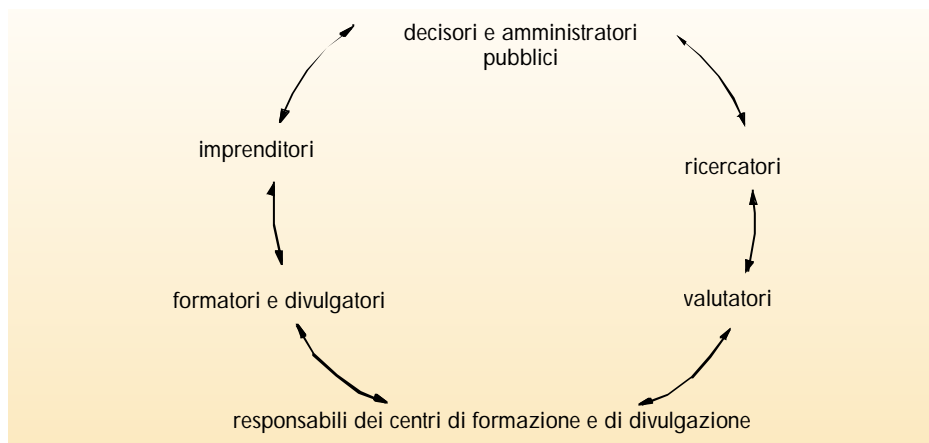 decisori e amministratori
pubblici
imprenditori
ricercatori
formatori e divulgatori
valutatori
responsabili dei centri di formazione e di divulgazione